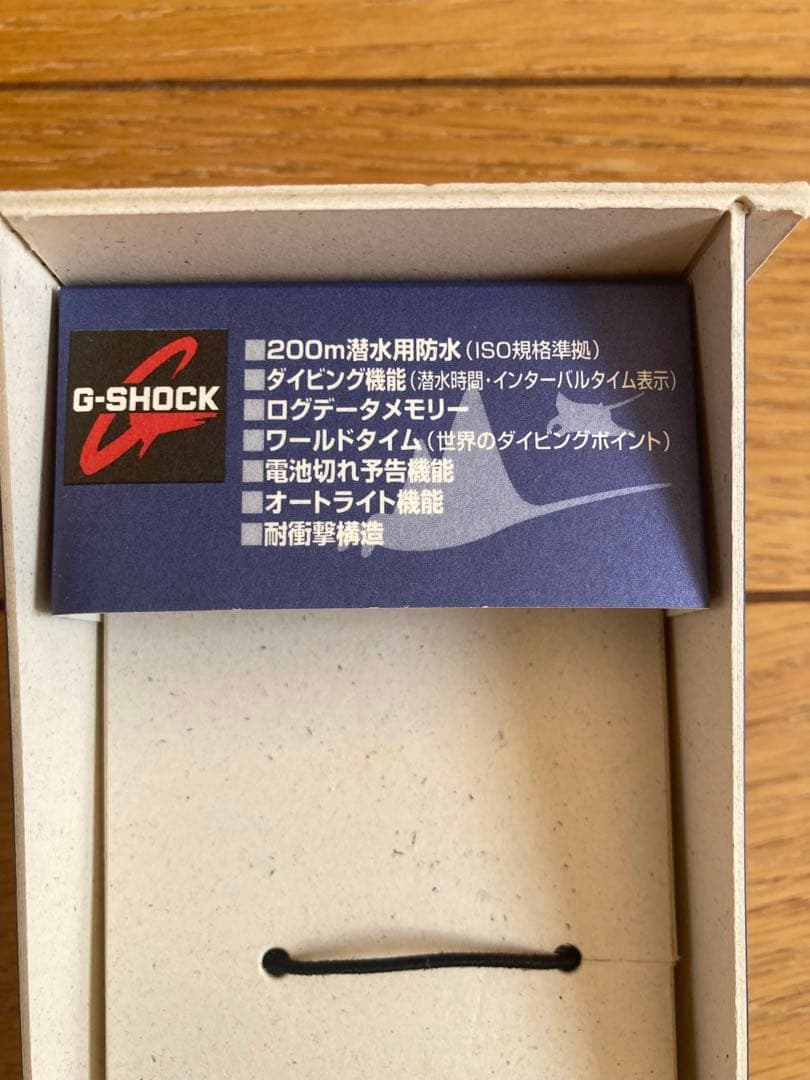 G-SHOCK
■200m潜水用防水（ISO規格準拠）
■ダイビング機能（潜水時間・インターバルタイム表示）
■ログデータメモリー
■ワールドタイム（世界のダイビングポイント）
■電池切れ予告機能
■オートライト機能
■耐衝撃構造